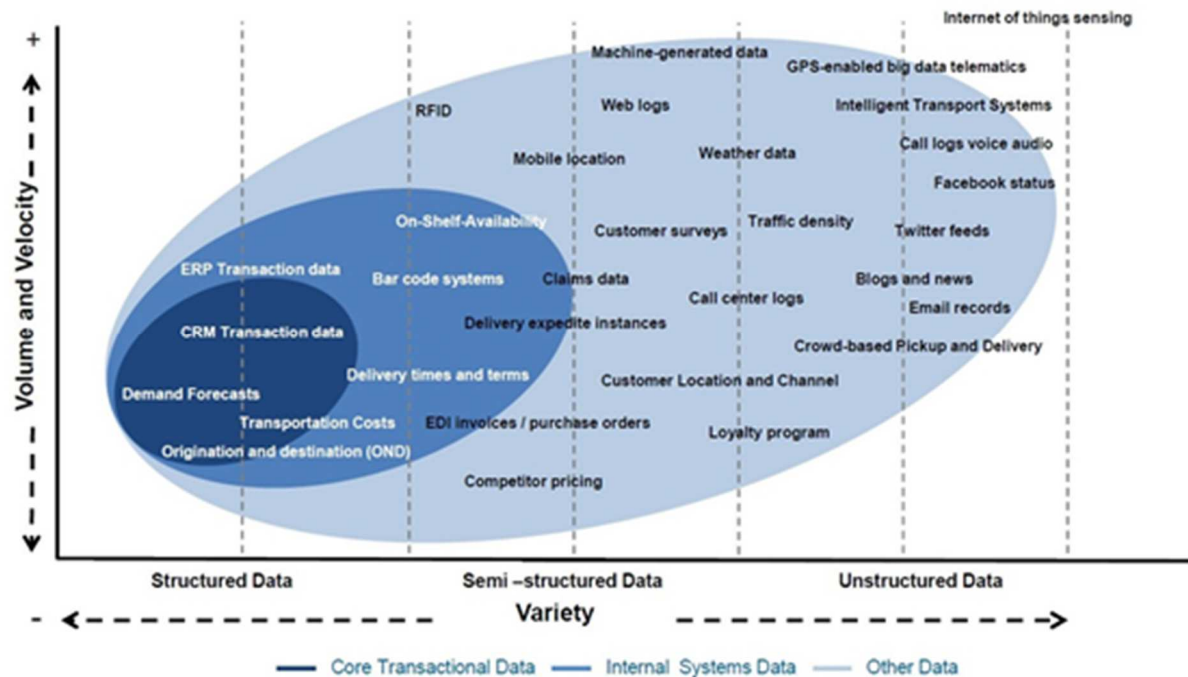 Internet of things sensing
+
Machine-generated data
GPS-enabled big data telematics
RFID
Web logs
Intelligent Transport Systems
Mobile location
Weather data
Call logs voice audio
Facebook status
On-Shelf-Availability
Customer surveys
Traffic density
Twitter feeds
ERP Transaction data
Bar code systems
Claims data
Blogs and news
Call center logs
Email records
CRM Transaction data
Delivery expedite instances
Crowd-based Pickup and Delivery
Demand Forecasts
Delivery times and terms
Customer Location and Channel
Transportation Costs
EDI invoices / purchase orders
Loyalty program
Origination and destination (OND)
Competitor pricing
Volume and Velocity
-
Structured Data
Semi –structured Data
Unstructured Data
Variety
Core Transactional Data
Internal Systems Data
Other Data